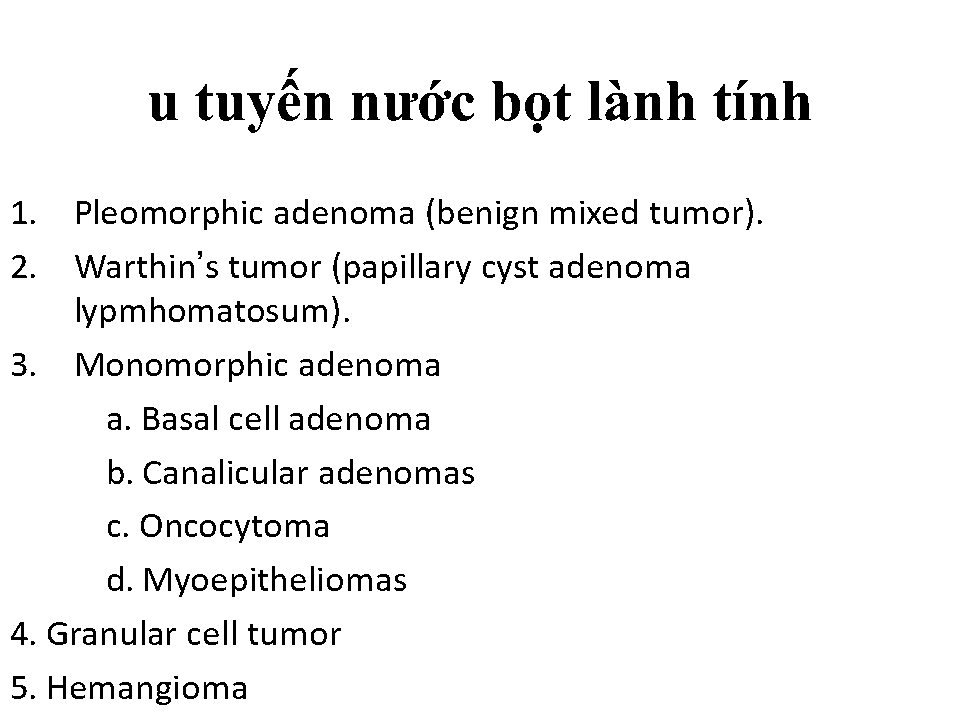 u tuyến nước bọt lành tính
1. Pleomorphic adenoma (benign mixed tumor).
2. Warthin’s tumor (papillary cyst adenoma
lypmhomatosum).
3. Monomorphic adenoma
a. Basal cell adenoma
b. Canalicular adenomas
c. Oncocytoma
d. Myoepitheliomas
4. Granular cell tumor
5. Hemangioma